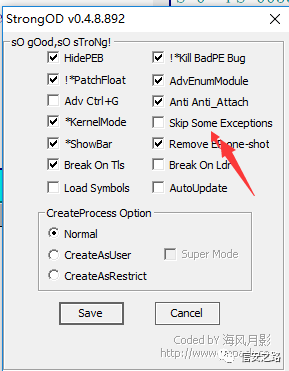 StrongOD v0.4.8.892
sO gOod,sO sTroNg!
HidePEB
!*Kill BadPE Bug
!*PatchFloat
AdvEnumModule
Adv Ctrl+G
Anti Anti_Attach
*KernelMode
Skip Some Exceptions
*ShowBar
Remove EP one-shot
Break On Tls
Break On Ldr
Load Symbols
AutoUpdate
CreateProcess Option
Normal
CreateAsUser
Super Mode
CreateAsRestrict
Save
Cancel
Coded BY 海风月影
信安之路